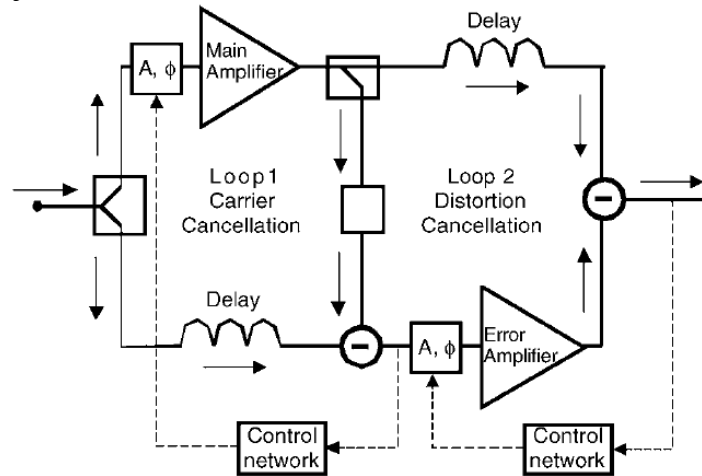 A, ϕ
Main
Amplifier
Delay
Loop 1
Carrier
Cancellation
Loop 2
Distortion
Cancellation
−
Delay
−
A, ϕ
Error
Amplifier
Control
network
Control
network